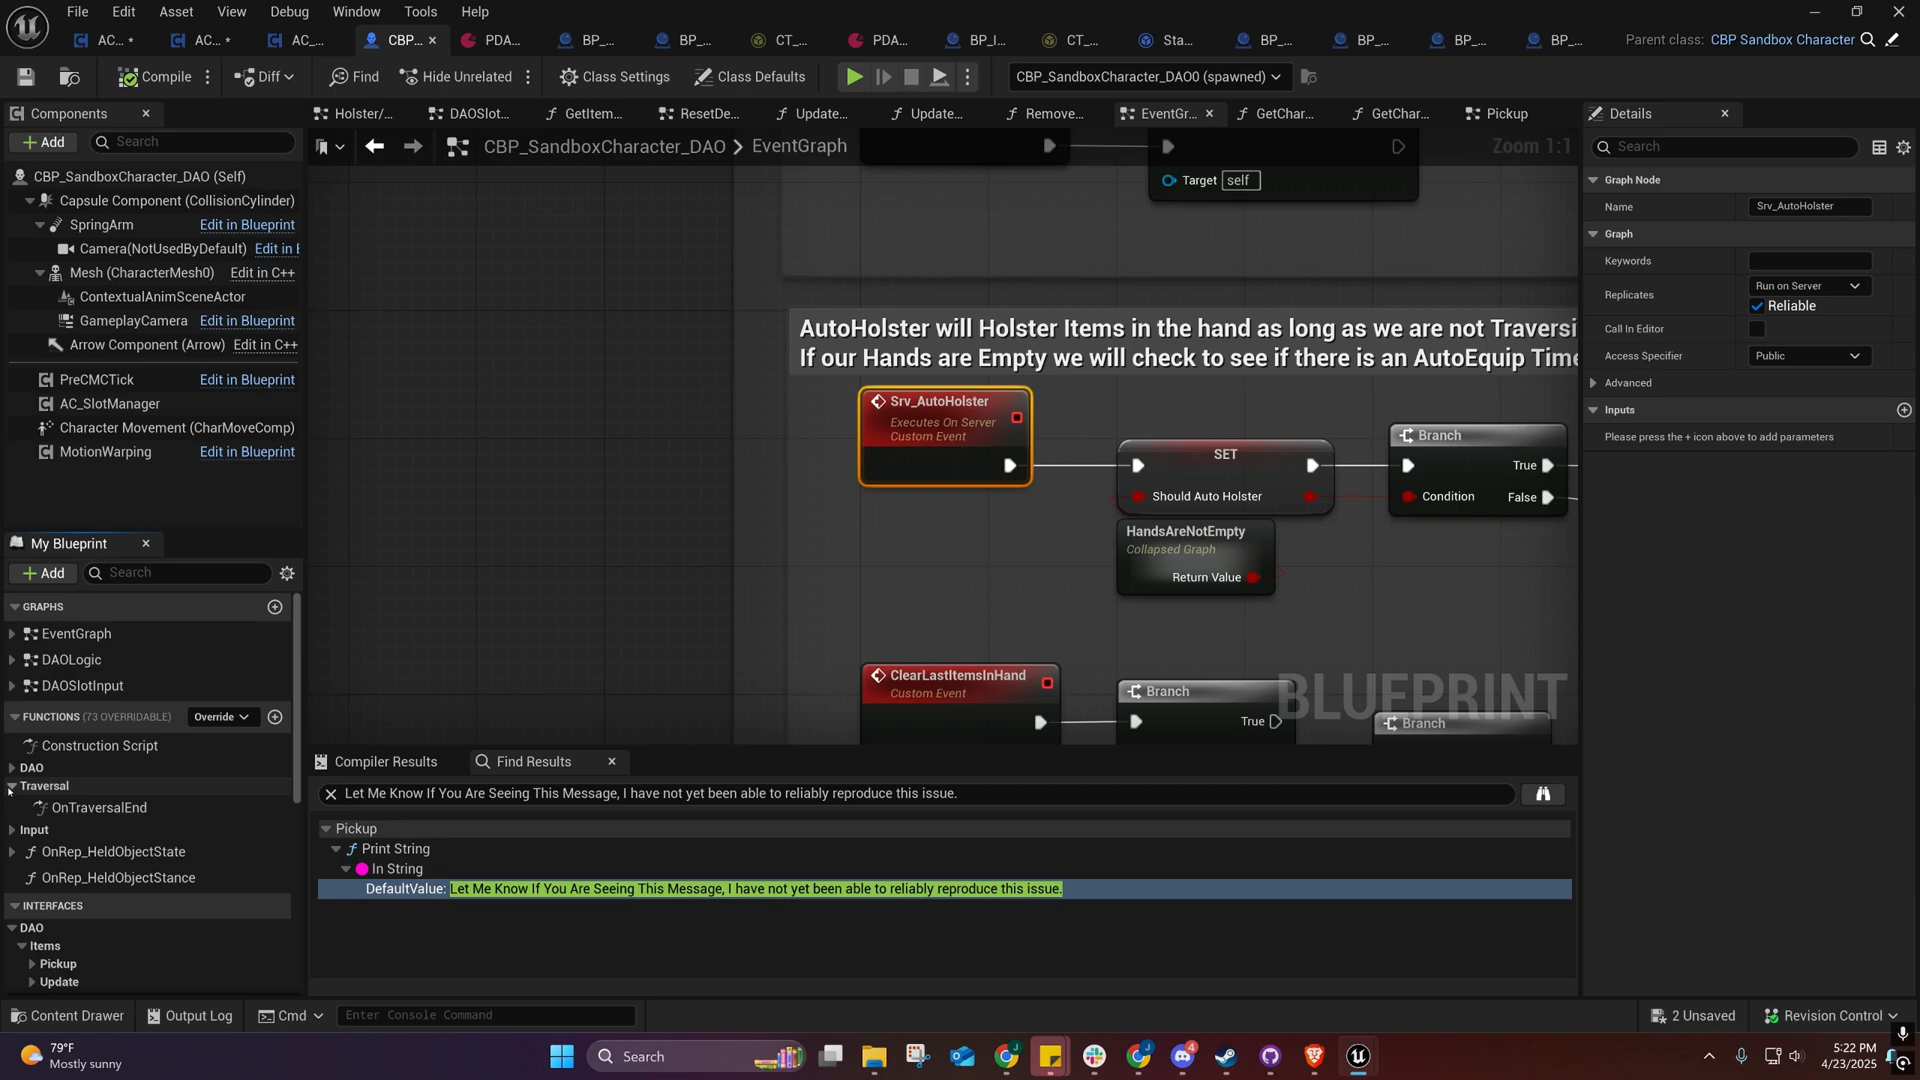 File Edit Asset View Debug Window Tools Help
AC... * AC... * AC_... CBP... PDA... BP_... BP_... CT_... PDA... BP_I... CT_... Sta... BP_... BP_... BP_... BP_... Parent class: CBP Sandbox Character
Compile Diff Find Hide Unrelated Class Settings Class Defaults CBP_SandboxCharacter_DAO0 (spawned)
Components
Add Search
CBP_SandboxCharacter_DAO (Self)
Capsule Component (CollisionCylinder)
SpringArm Edit in Blueprint
Camera(NotUsedByDefault) Edit in
Mesh (CharacterMesh0) Edit in C++
ContextualAnimSceneActor
GameplayCamera Edit in Blueprint
Arrow Component (Arrow) Edit in C++
PreCMCTick Edit in Blueprint
AC_SlotManager
Character Movement (CharMoveComp)
MotionWarping Edit in Blueprint
My Blueprint
Add Search
GRAPHS
EventGraph
DAOLogic
DAOSlotInput
FUNCTIONS (73 OVERRIDABLE) Override
Construction Script
DAO
Traversal
OnTraversalEnd
Input
OnRep_HeldObjectState
OnRep_HeldObjectStance
INTERFACES
DAO
Items
Pickup
Update
Holster/... DAOSlot... GetItem... ResetDe... Update... Update... Remove... EventGr... GetChar... GetChar... Pickup
CBP_SandboxCharacter_DAO > EventGraph Zoom 1:1
Target self
AutoHolster will Holster Items in the hand as long as we are not Traversi
If our Hands are Empty we will check to see if there is an AutoEquip Time
Srv_AutoHolster
Executes On Server
Custom Event
SET
Should Auto Holster
Branch
True
Condition False
HandsAreNotEmpty
Collapsed Graph
Return Value
ClearLastItemsInHand
Custom Event
Branch
True
Branch
BLUEPRINT
Compiler Results Find Results
Let Me Know If You Are Seeing This Message, I have not yet been able to reliably reproduce this issue.
Pickup
Print String
In String
DefaultValue: Let Me Know If You Are Seeing This Message, I have not yet been able to reliably reproduce this issue.
Details
Search
Graph Node
Name Srv_AutoHolster
Graph
Keywords
Replicates Run on Server
Reliable
Call In Editor
Access Specifier Public
Advanced
Inputs
Please press the + icon above to add parameters
Content Drawer Output Log Cmd Enter Console Command 2 Unsaved Revision Control
79°F
Mostly sunny
Search
4
5:22 PM
4/23/2025